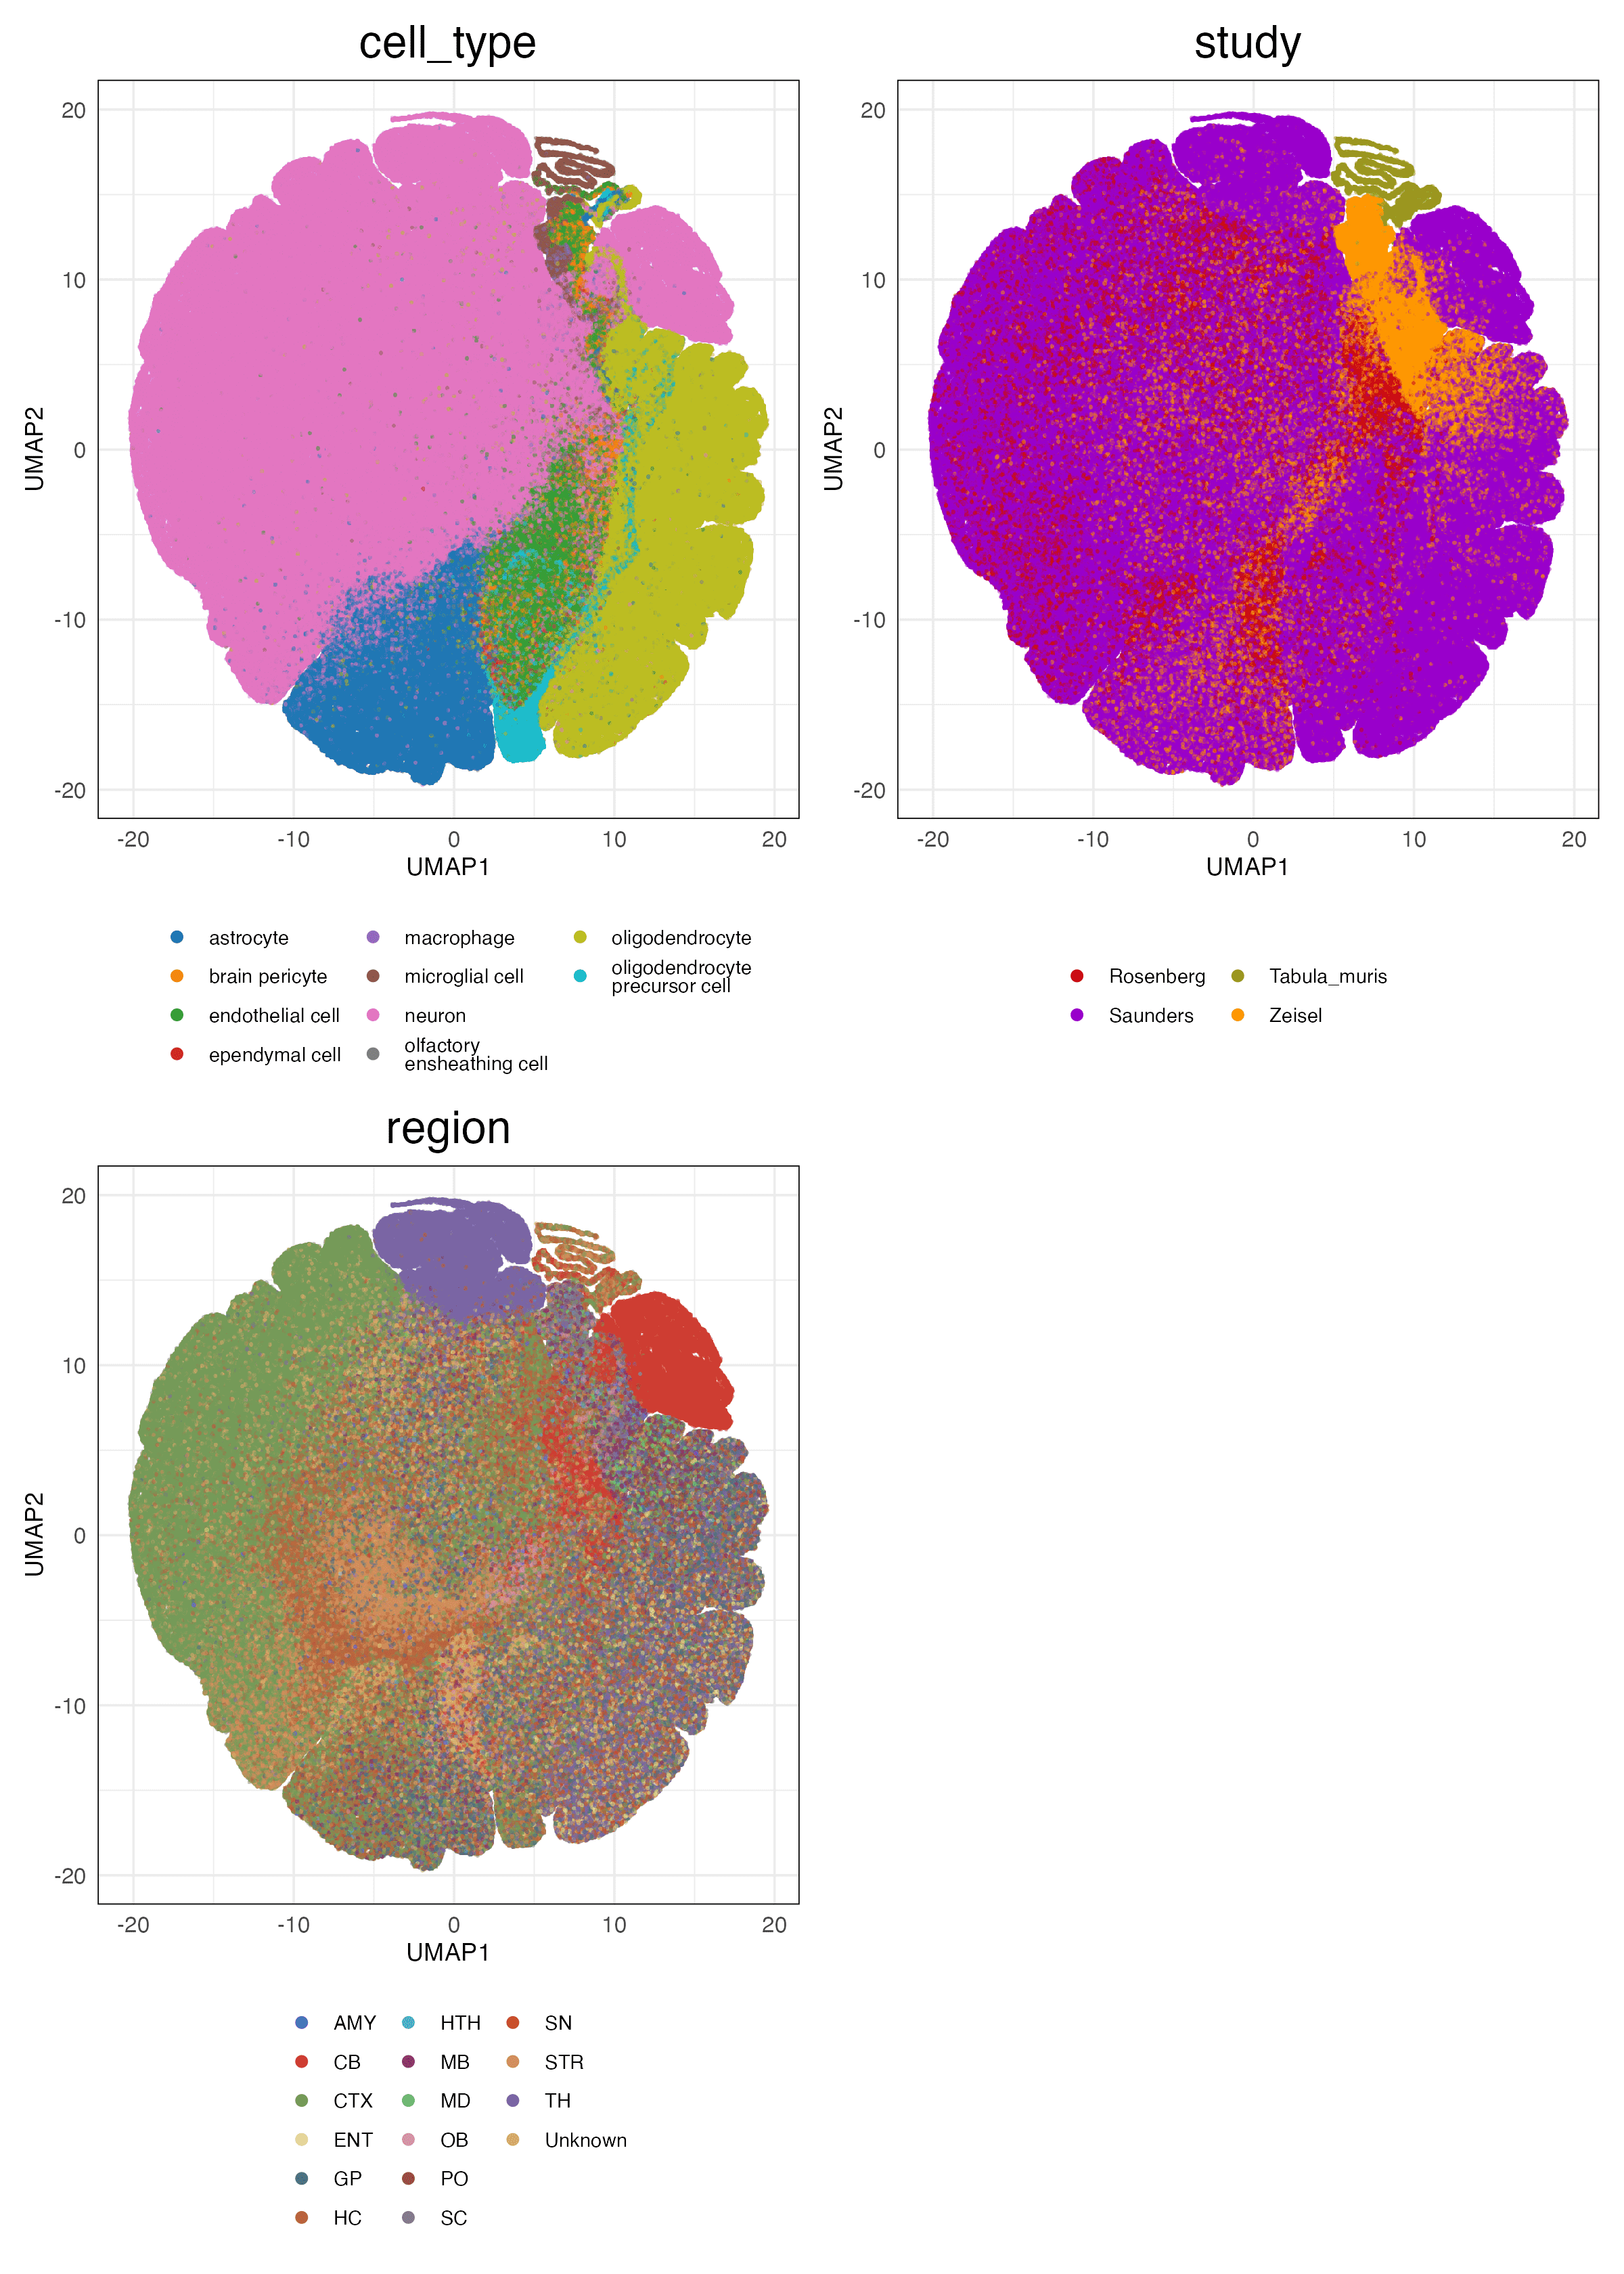 cell_type
20
10
0
-10
-20
UMAP2
-20
-10
0
10
20
UMAP1
astrocyte
brain pericyte
endothelial cell
ependymal cell
macrophage
microglial cell
neuron
olfactory
ensheathing cell
oligodendrocyte
oligodendrocyte
precursor cell
study
20
10
0
-10
-20
UMAP2
-20
-10
0
10
20
UMAP1
Rosenberg
Saunders
Tabula_muris
Zeisel
region
20
10
0
-10
-20
UMAP2
-20
-10
0
10
20
UMAP1
AMY
CB
CTX
ENT
GP
HC
HTH
MB
MD
OB
PO
SC
SN
STR
TH
Unknown